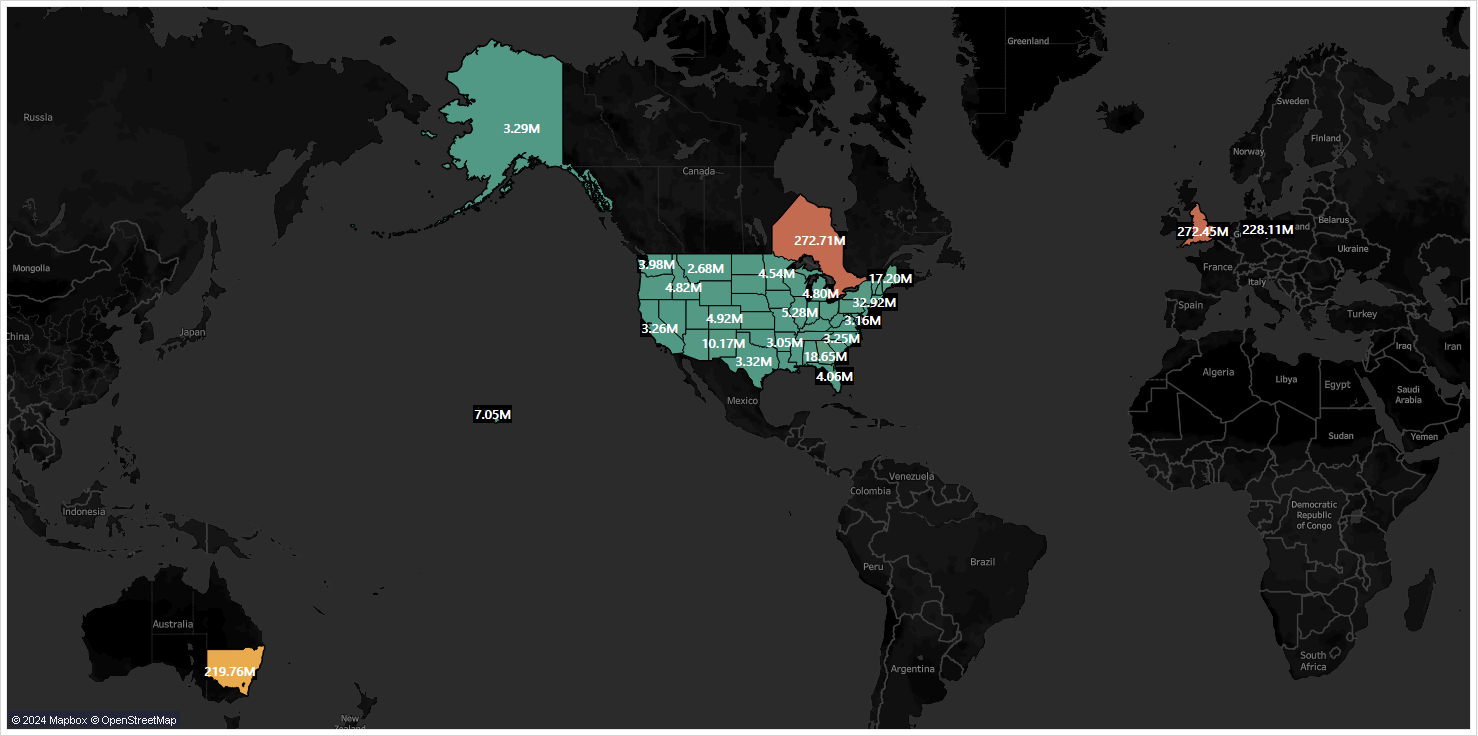 Greenland
Russia
Sweden
Finland
Norway
3.29M
Canada
Belarus
272.45M
228.11M
272.71M
Ukraine
3.98M
2.68M
4.54M
17.20M
France
Mongolia
Italy
4.82M
4.80M
32.92M
Spain
5.28M
Turkey
4.92M
3.16M
3.26M
Japan
China
3.25M
10.17M
3.05M
Iraq
Iran
18.65M
3.32M
Algeria
Libya
Egypt
4.06M
Saudi
Arabia
Mexico
7.05M
Sudan
Yemen
Venezuela
Colombia
Indonesia
Democratic
Republic
of Congo
Brazil
Peru
Australia
South
Africa
219.76M
Argentina
New
Zealand
© 2024 Mapbox © OpenStreetMap